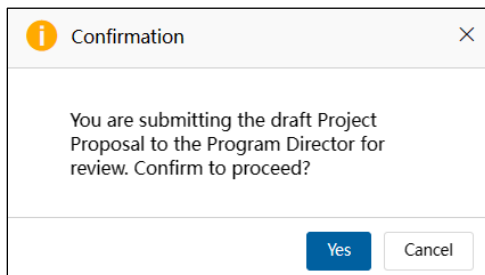 Confirmation
You are submitting the draft Project
Proposal to the Program Director for
review. Confirm to proceed?
Yes
Cancel